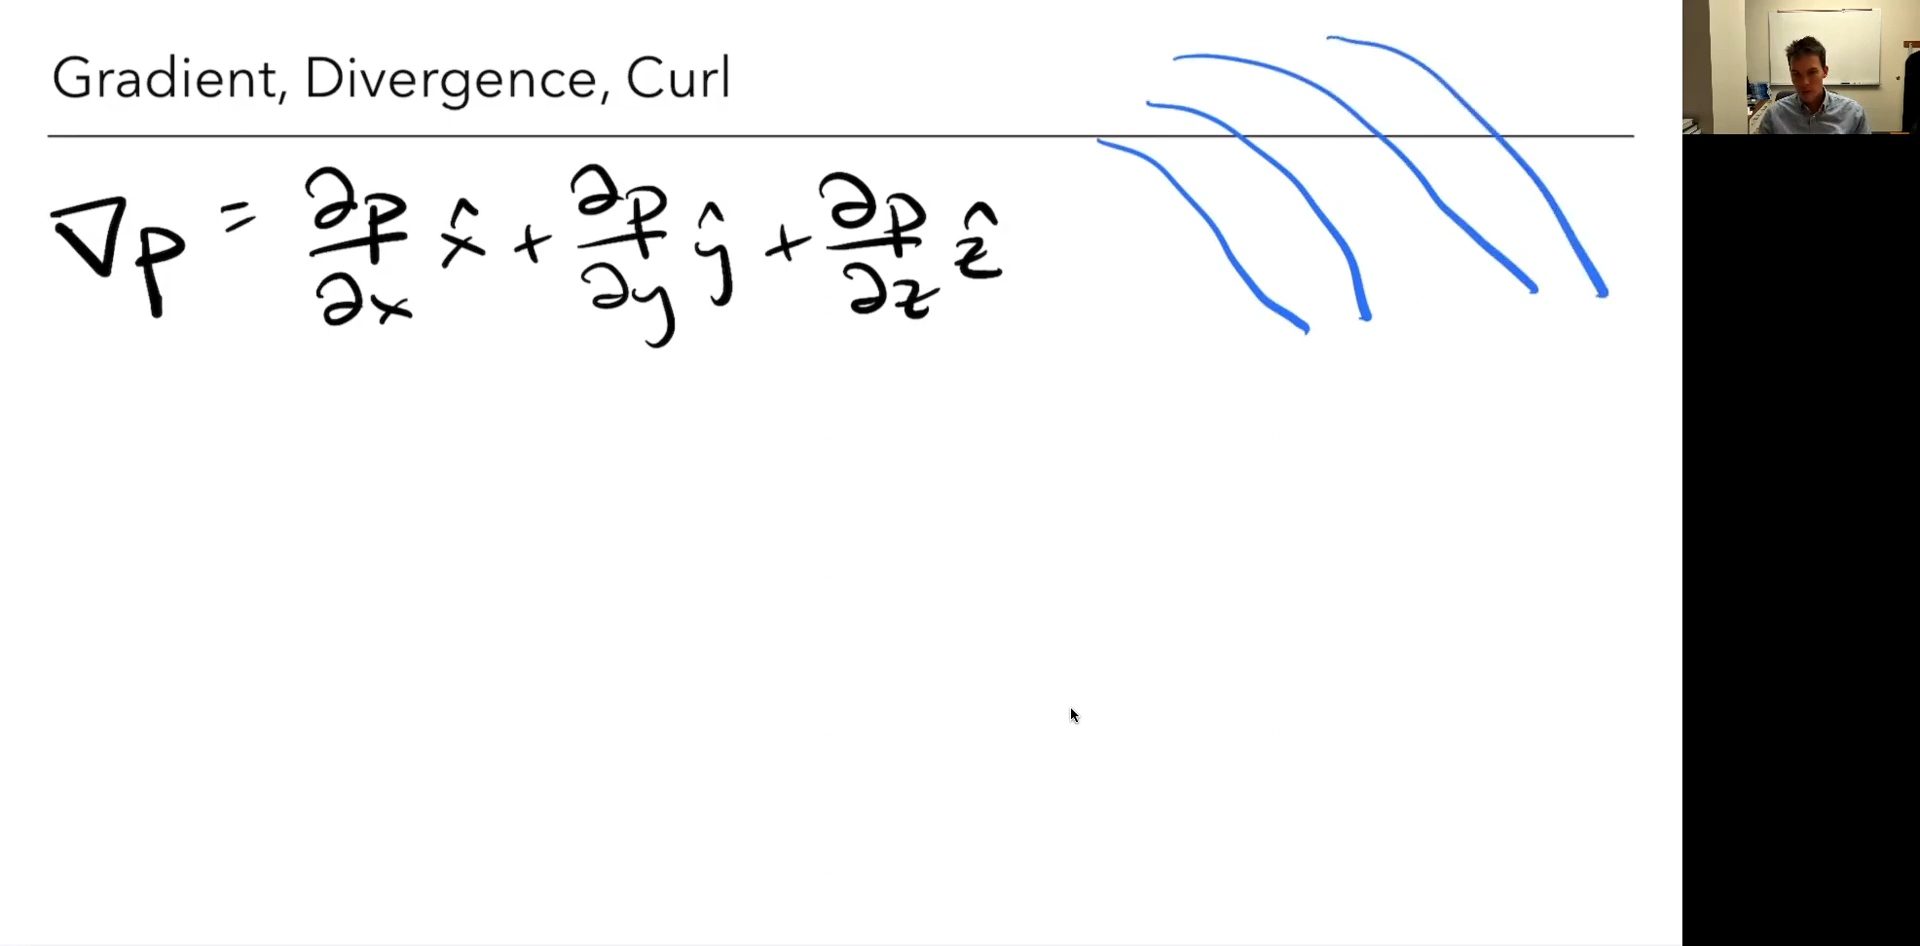 Gradient, Divergence, Curl
∇p = ∂p/∂x x̂ + ∂p/∂y ŷ + ∂p/∂z ẑ